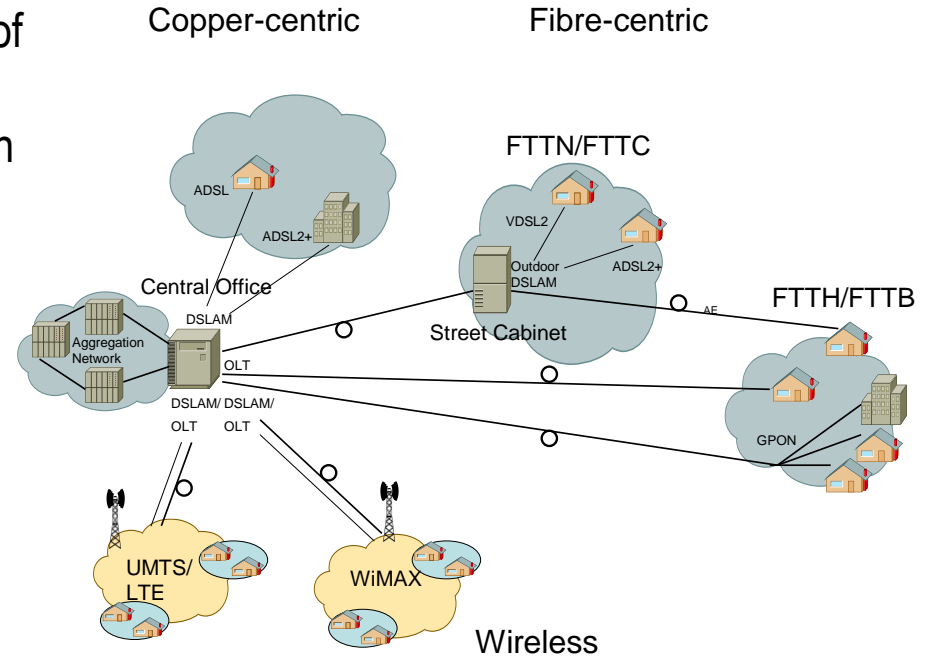 of
n
Copper-centric
Fibre-centric
FTTN/FTTC
ADSL
ADSL2+
VDSL2
Outdoor
DSLAM
ADSL2+
Central Office
DSLAM
Street Cabinet
AE
FTTH/FTTB
Aggregation
Network
OLT
DSLAM/ DSLAM/
OLT OLT
GPON
UMTS/
LTE
WiMAX
Wireless